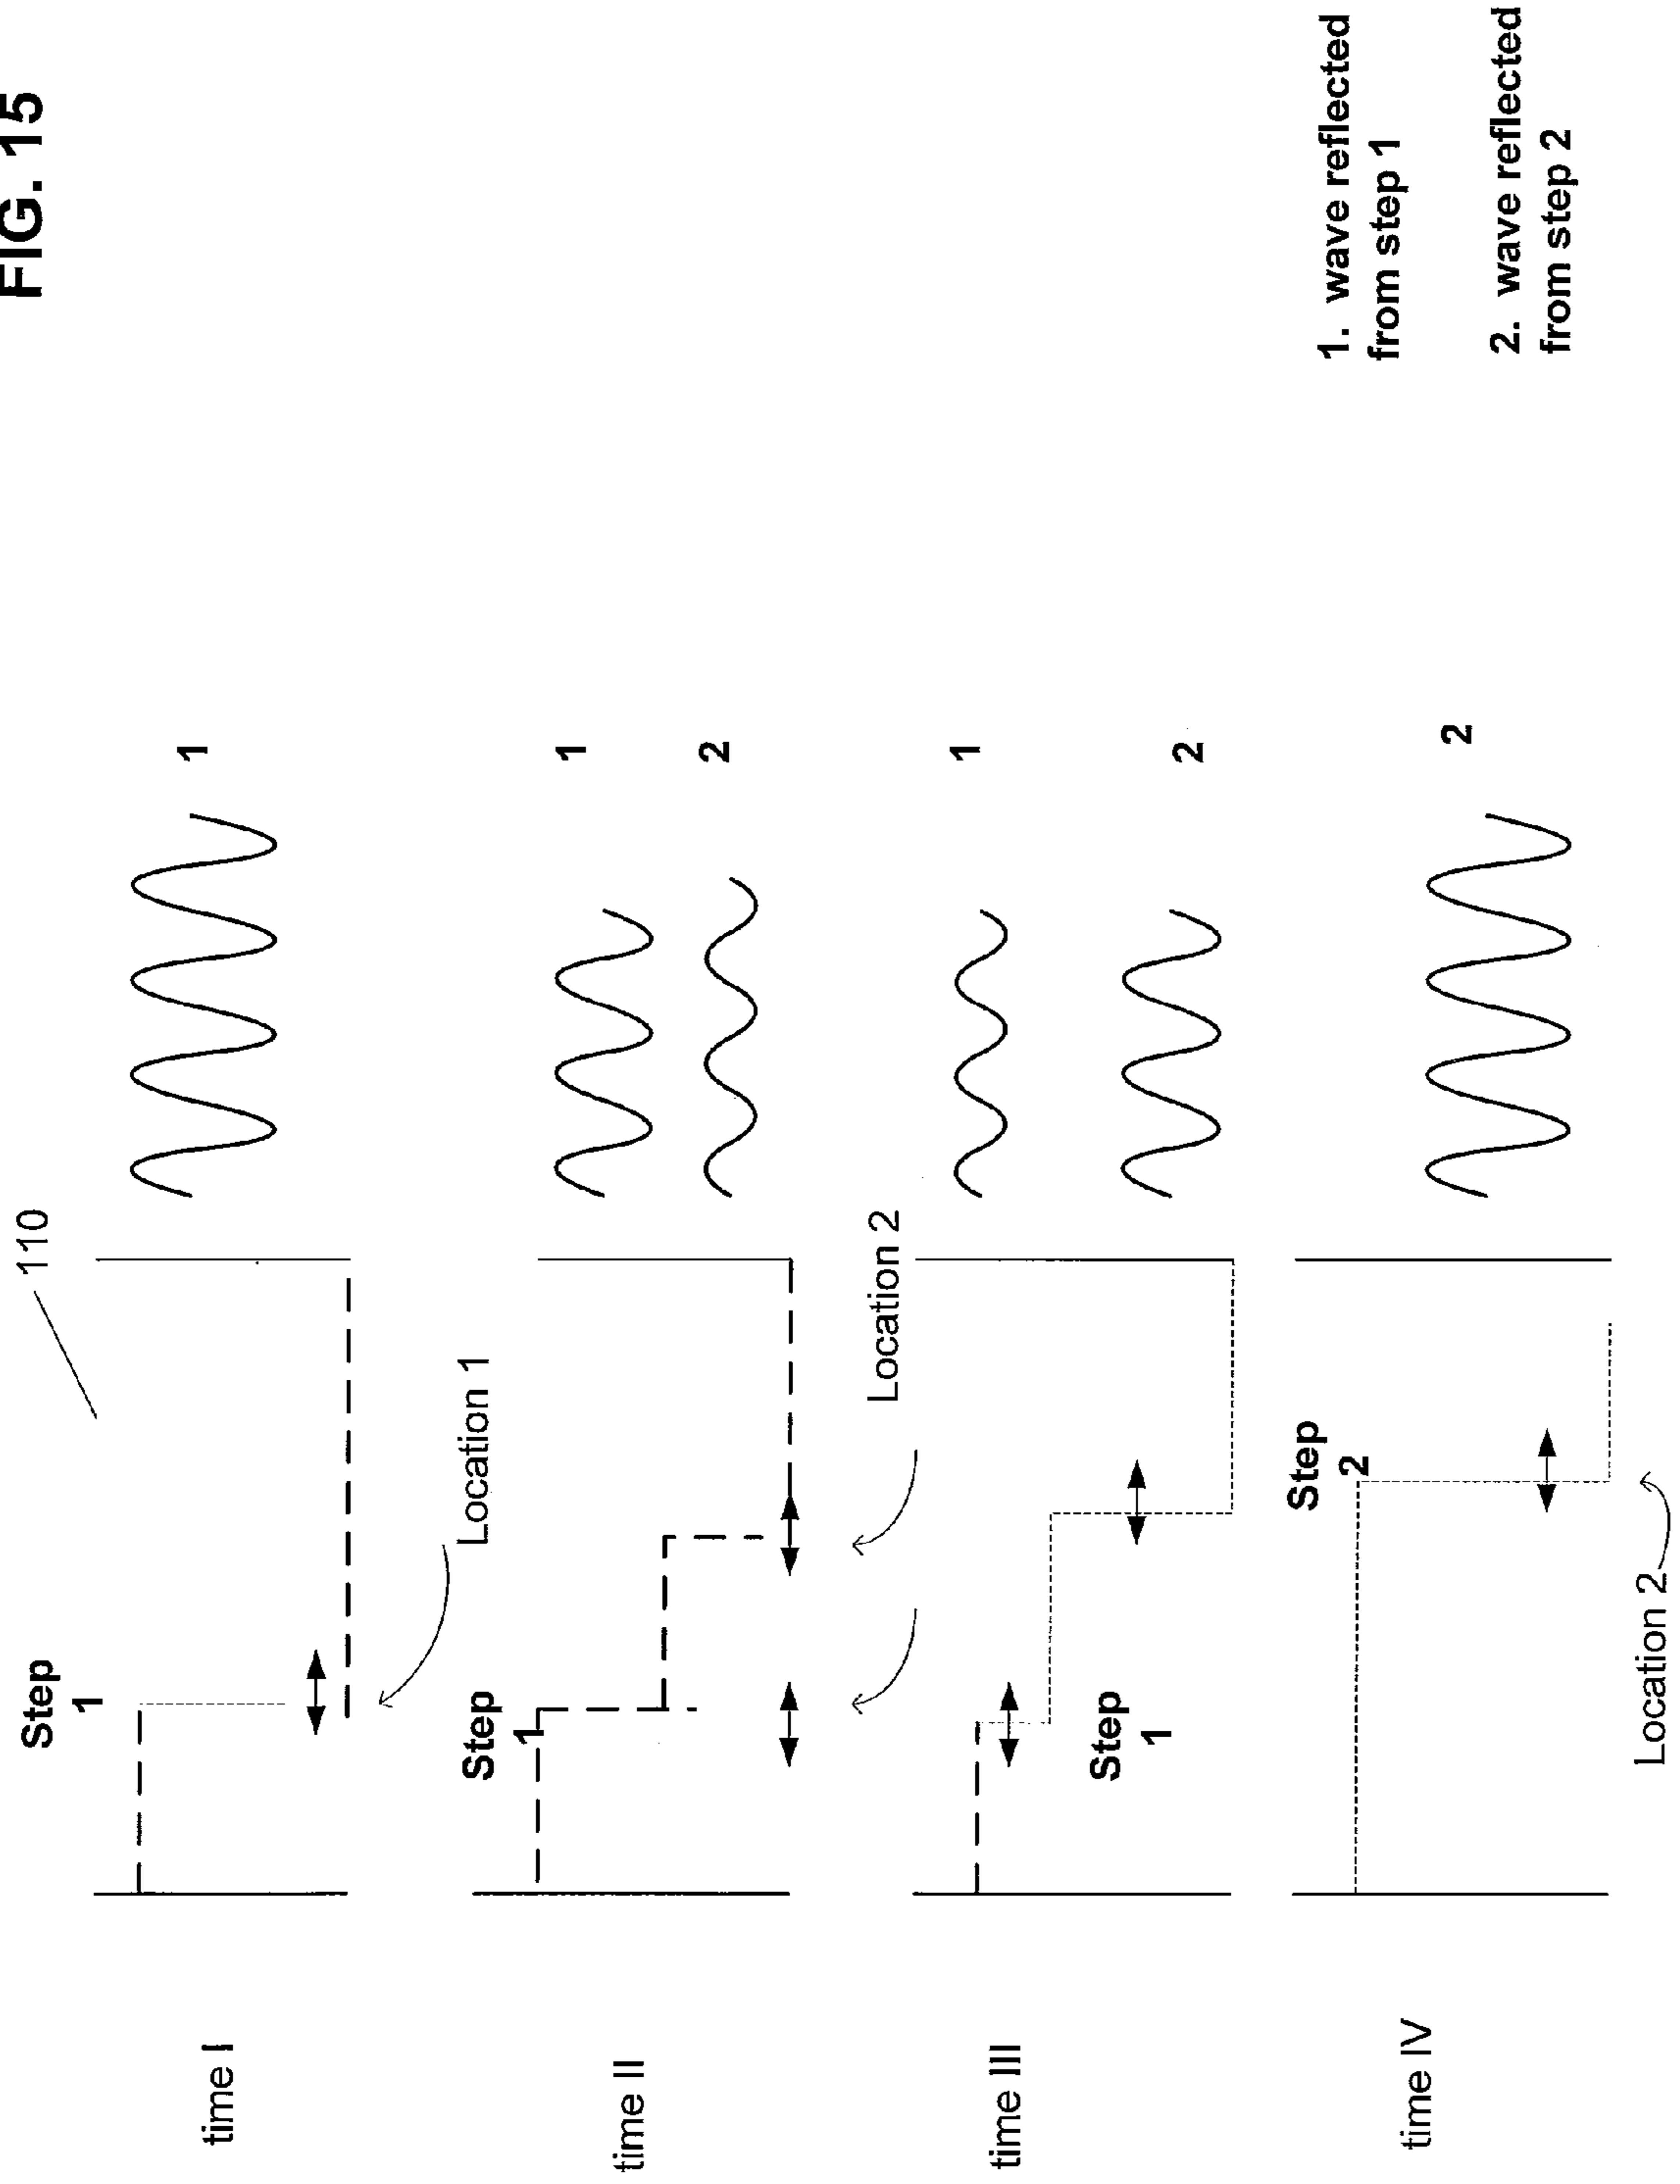 FIG. 15
110
Step
1
1
time I
Location 1
Step
1
1
2
time II
Location 2
1
Step
1
2
time III
Step
2
2
time IV
Location 2
1. wave reflected
from step 1
2. wave reflected
from step 2